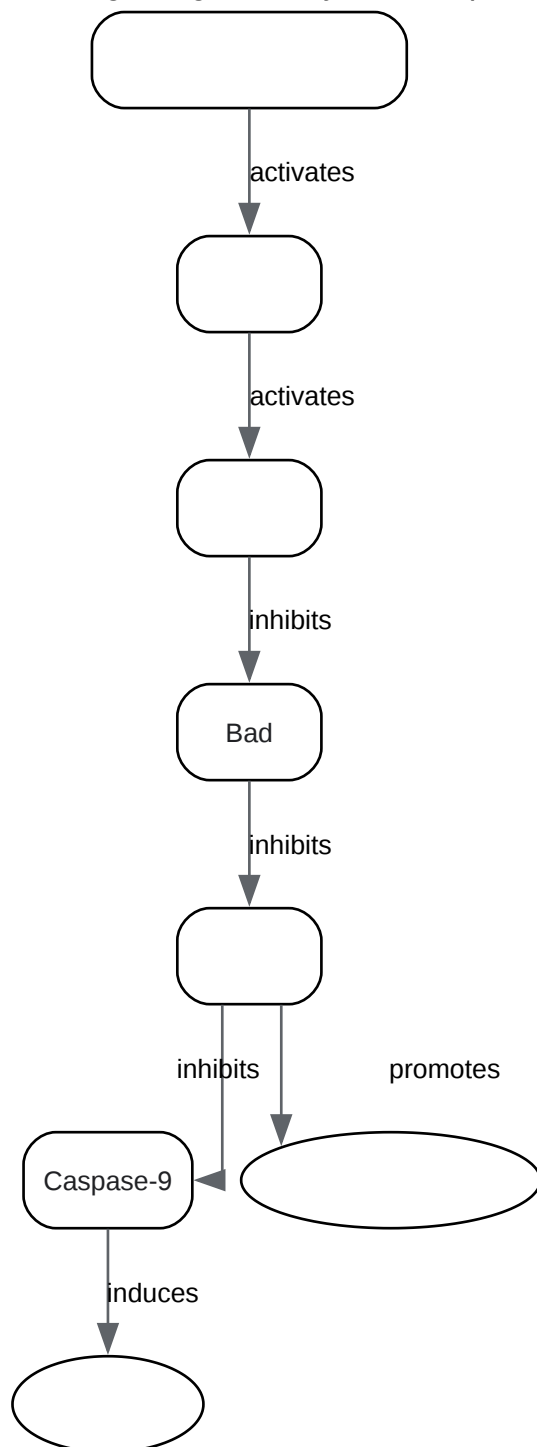 activates
activates
inhibits
Bad
inhibits
inhibits
promotes
Caspase-9
induces